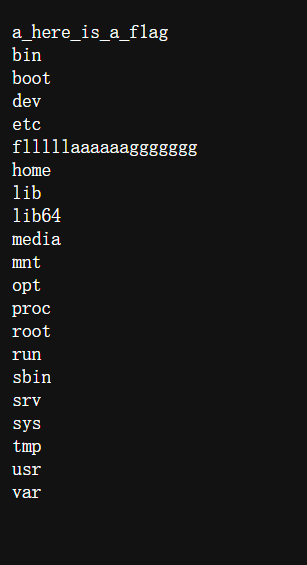 a_here_is_a_flag
bin
boot
dev
etc
flllllaaaaaaggggggg
home
lib
lib64
media
mnt
opt
proc
root
run
sbin
srv
sys
tmp
usr
var